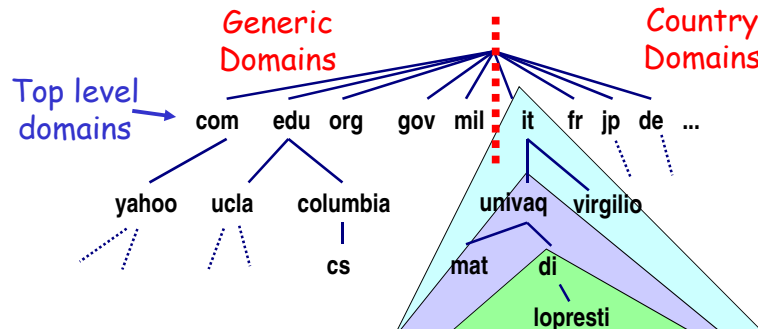 Generic
Domains
Country
Domains
Top level
domains
com edu org gov mil it fr jp de ...
yahoo ucla columbia univaq virgilio
cs mat di
lopresti